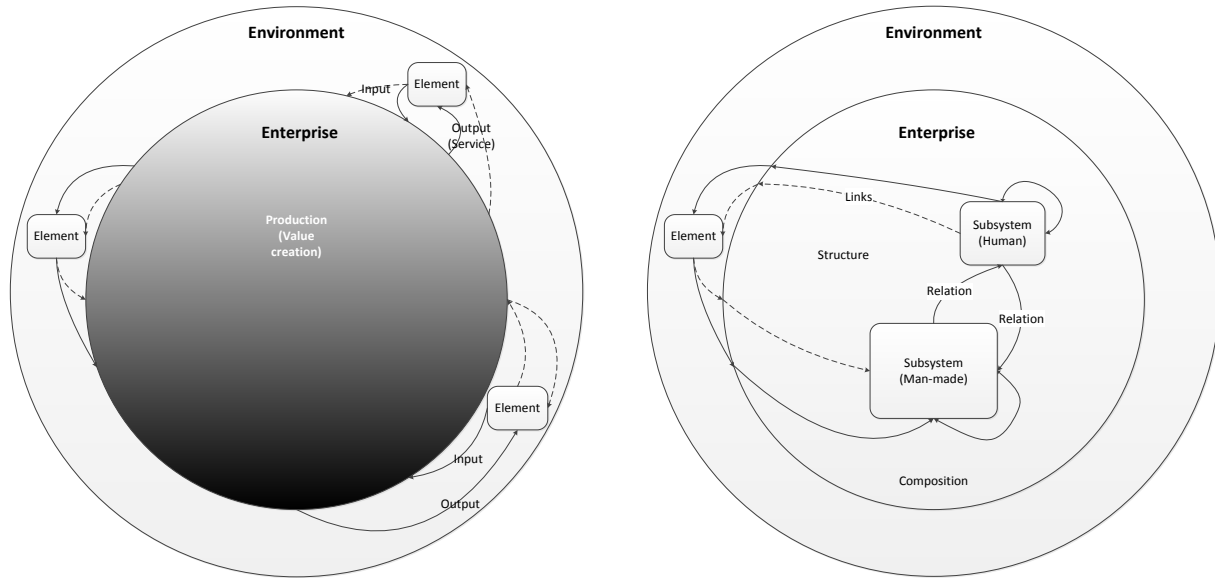 Environment
Element
Input
Enterprise
Output
(Service)
Production
(Value
creation)
Element
Element
Input
Output
Environment
Enterprise
Links
Subsystem
(Human)
Element
Structure
Relation
Relation
Subsystem
(Man-made)
Composition